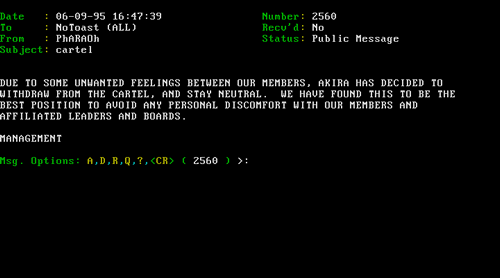 Date : 06-09-95 16:47:39 Number: 2560
To : NoToast (ALL) Recv'd: No
From : PhARAOh Status: Public Message
Subject: cartel
DUE TO SOME UNWANTED FEELINGS BETWEEN OUR MEMBERS, AKIRA HAS DECIDED TO
WITHDRAW FROM THE CARTEL, AND STAY NEUTRAL. WE HAVE FOUND THIS TO BE THE
BEST POSITION TO AVOID ANY PERSONAL DISCOMFORT WITH OUR MEMBERS AND
AFFILIATED LEADERS AND BOARDS.
MANAGEMENT
Msg. Options: A,D,R,Q,?,<CR> ( 2560 ) >: